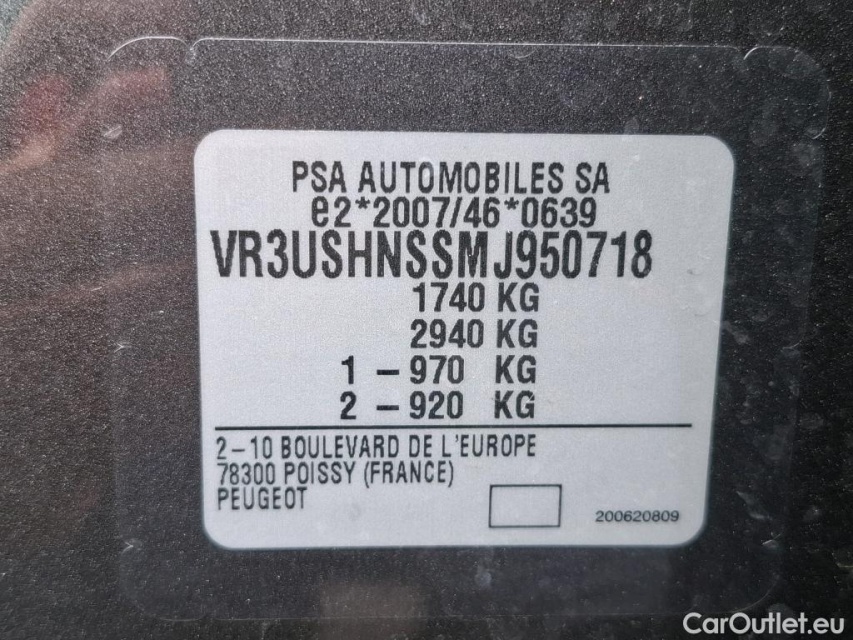 PSA AUTOMOBILES SA
e2*2007/46*0639
VR3USHNSSMJ950718
1740 KG
2940 KG
1 - 970 KG
2 - 920 KG
2-10 BOULEVARD DE L'EUROPE
78300 POISSY (FRANCE)
PEUGEOT
200620809
CarOutlet.eu